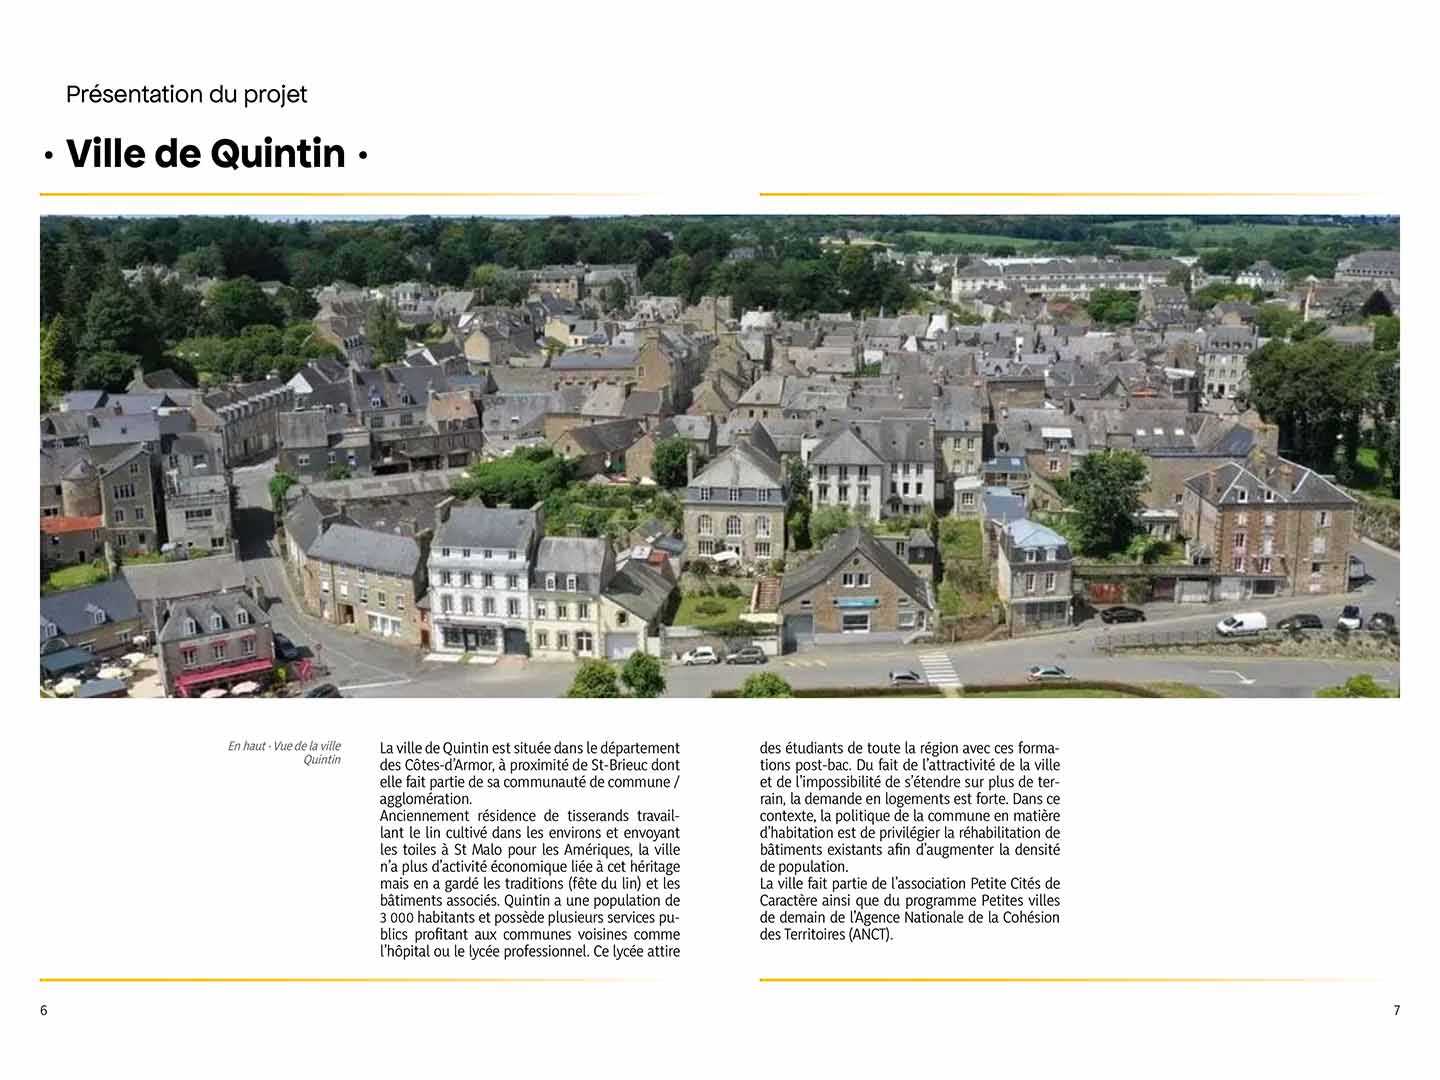 Présentation du projet
· Ville de Quintin ·
En haut · Vue de la ville
Quintin
La ville de Quintin est située dans le département
des Côtes-d’Armor, à proximité de St-Brieuc dont
elle fait partie de sa communauté de commune /
agglomération.
Anciennement résidence de tisserands travail-
lant le lin cultivé dans les environs et envoyant
les toiles à St Malo pour les Amériques, la ville
n’a plus d’activité économique liée à cet héritage
mais en a gardé les traditions (fête du lin) et les
bâtiments associés. Quintin a une population de
3 000 habitants et possède plusieurs services pu-
blics profitant aux communes voisines comme
l’hôpital ou le lycée professionnel. Ce lycée attire
des étudiants de toute la région avec ces forma-
tions post-bac. Du fait de l’attractivité de la ville
et de l’impossibilité de s’étendre sur plus de ter-
rain, la demande en logements est forte. Dans ce
contexte, la politique de la commune en matière
d’habitation est de privilégier la réhabilitation de
bâtiments existants afin d’augmenter la densité
de population.
La ville fait partie de l’association Petite Cités de
Caractère ainsi que du programme Petites villes
de demain de l’Agence Nationale de la Cohésion
des Territoires (ANCT).
6
7